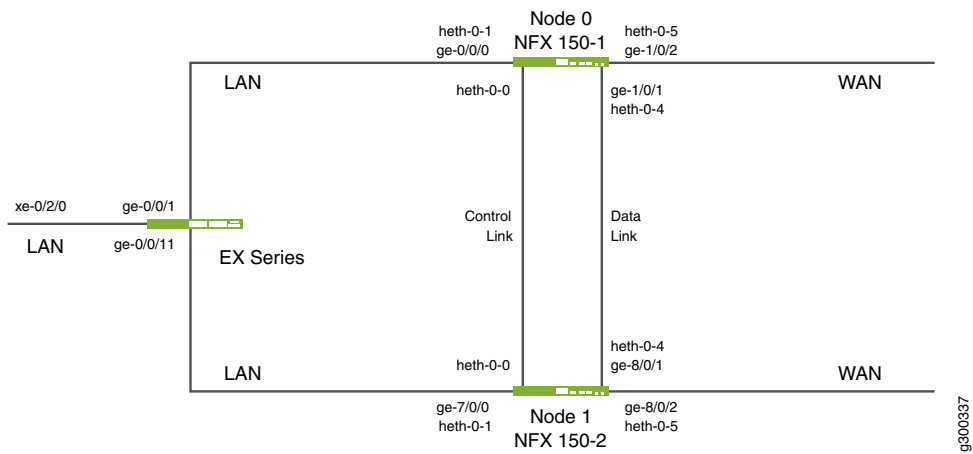 Node 0
NFX 150-1
heth-0-1
ge-0/0/0
heth-0-5
ge-1/0/2
LAN
WAN
heth-0-0
ge-1/0/1
heth-0-4
xe-0/2/0
ge-0/0/1
LAN
ge-0/0/11
EX Series
Control
Link
Data
Link
heth-0-0
heth-0-4
ge-8/0/1
LAN
WAN
ge-7/0/0
heth-0-1
Node 1
NFX 150-2
ge-8/0/2
heth-0-5
g300337